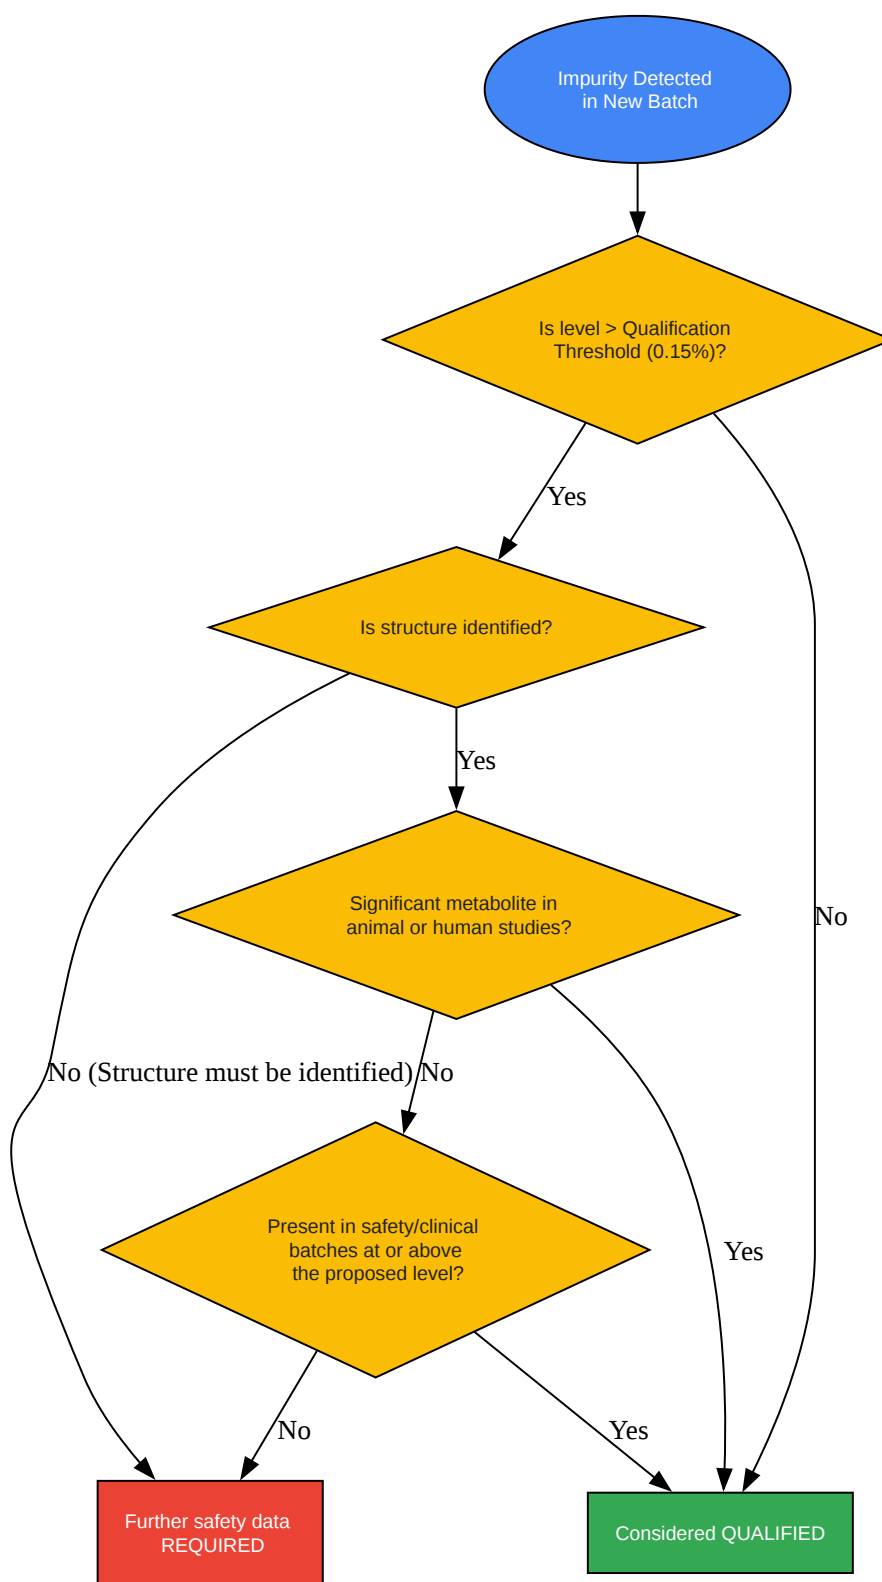 Impurity Detected
in New Batch
Is level > Qualification
Threshold (0.15%)?
Yes
Is structure identified?
Yes
Significant metabolite in
animal or human studies?
No
No (Structure must be identified)
No
Present in safety/clinical
batches at or above
the proposed level?
Yes
No
Yes
Further safety data
REQUIRED
Considered QUALIFIED